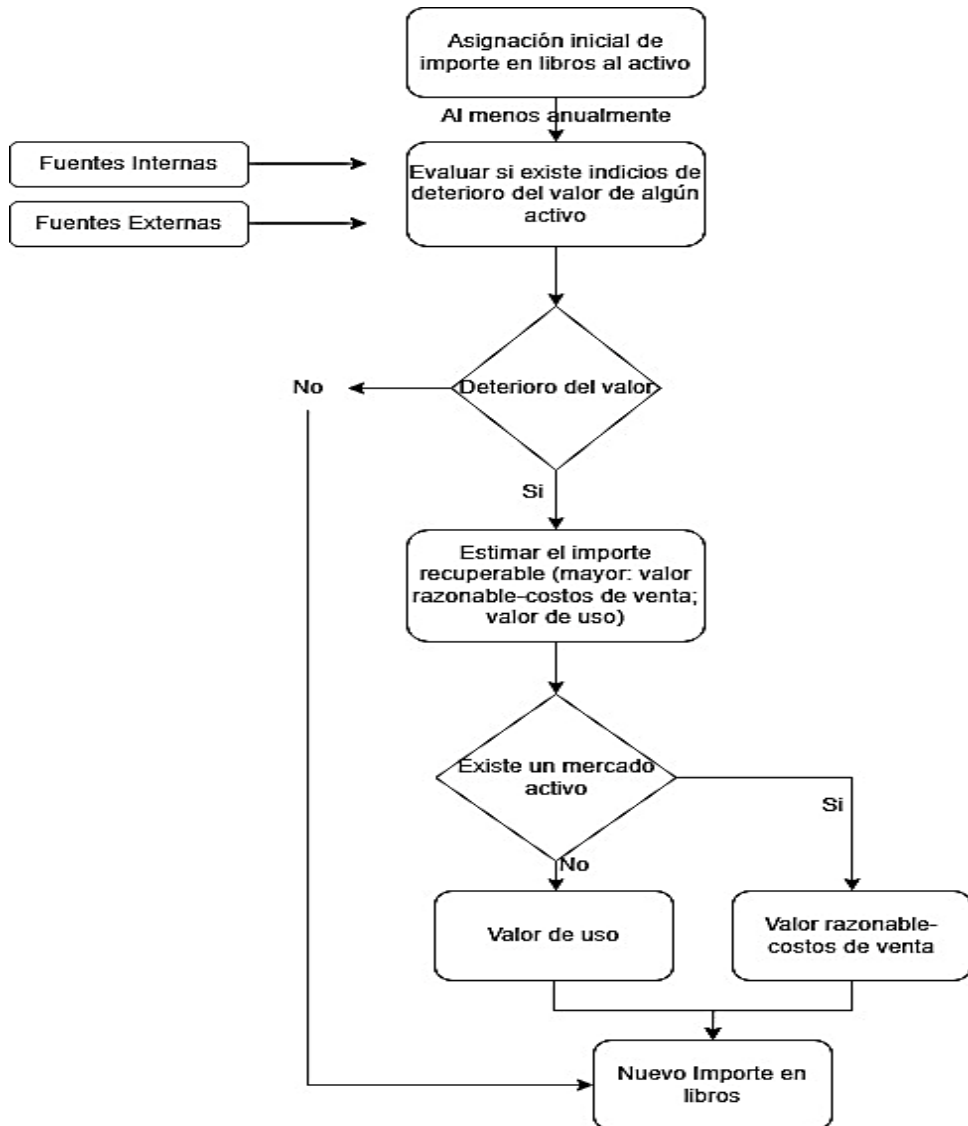 Asignación inicial de
importe en libros al activo
Al menos anualmente
Fuentes Internas
Fuentes Externas
Evaluar si existe indicios de
deterioro del valor de algún
activo
Deterioro del valor
No
Si
Estimar el importe
recuperable (mayor: valor
razonable-costos de venta;
valor de uso)
Existe un mercado
activo
Si
No
Valor de uso
Valor razonable-
costos de venta
Nuevo Importe en
libros